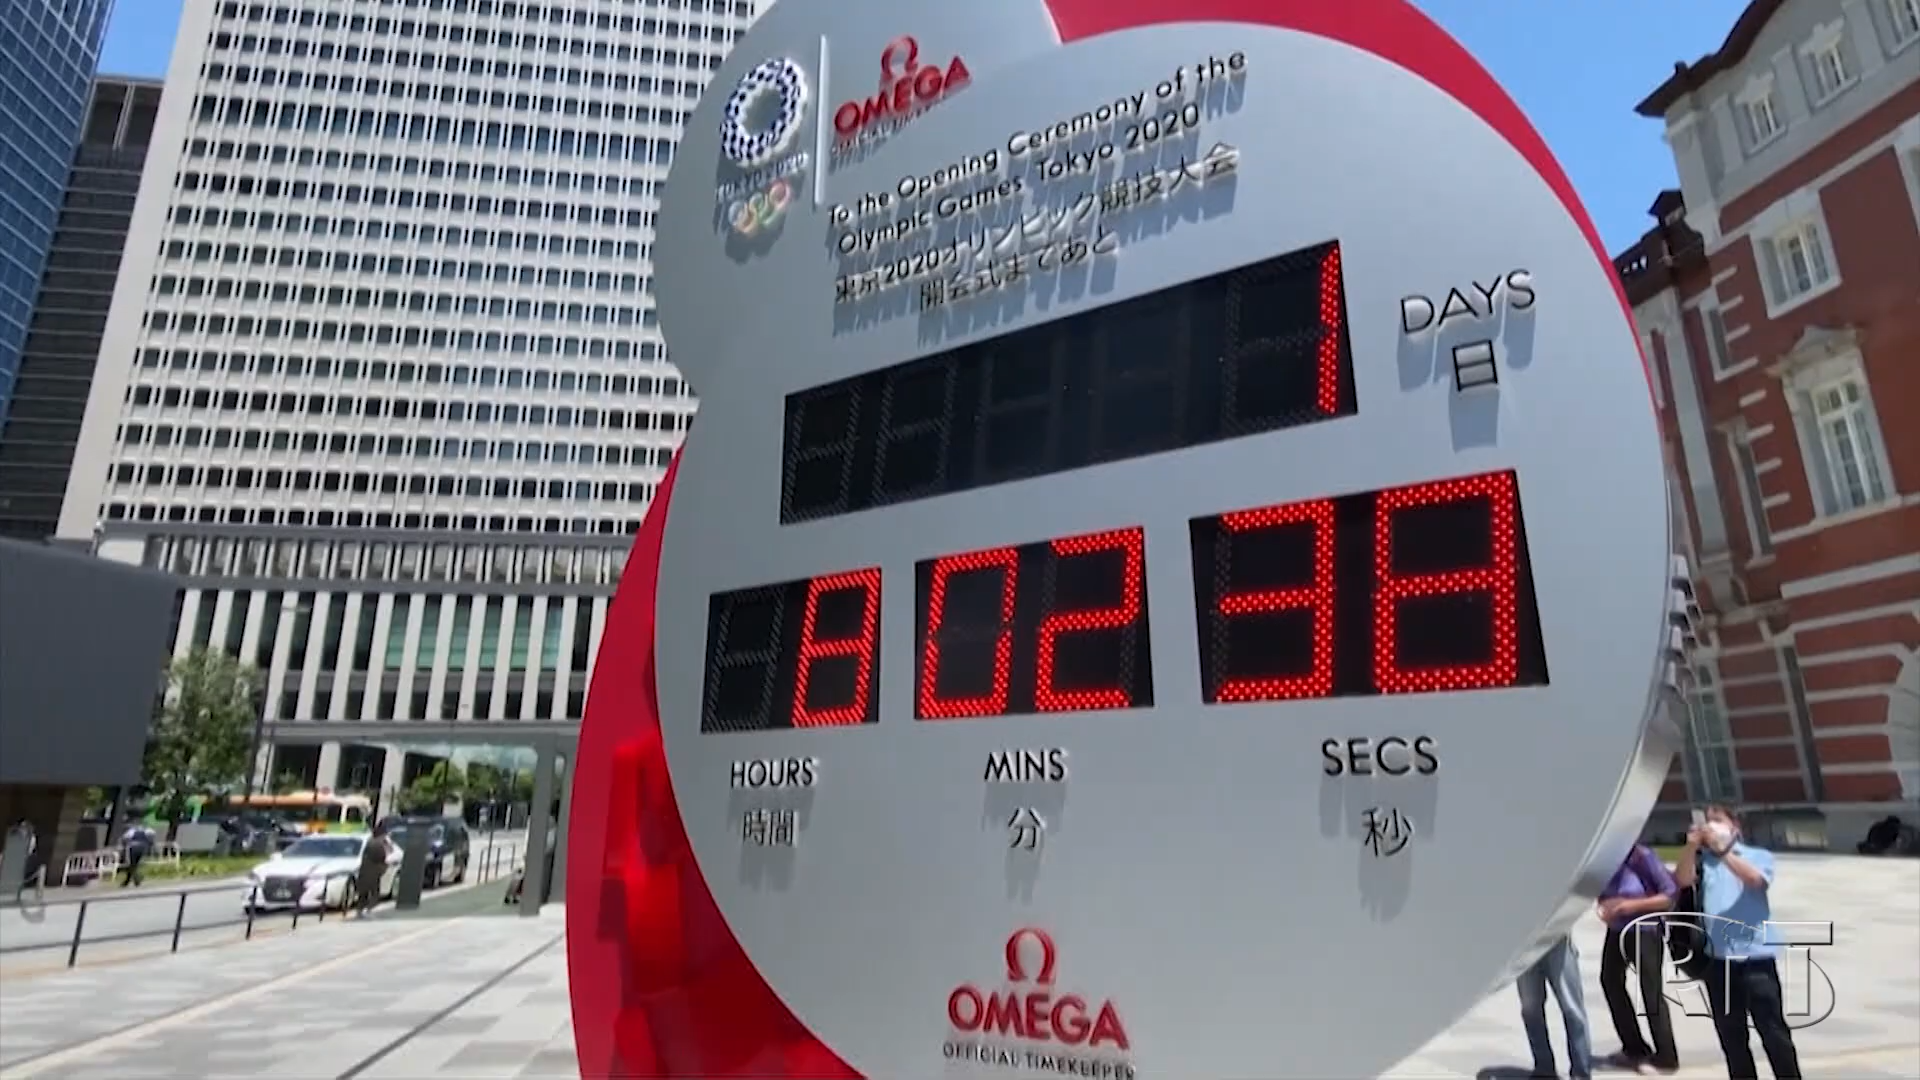 TOKYO 2020
Ω
OMEGA
OFFICIAL TIMEKEEPER
To the Opening Ceremony of the
Olympic Games Tokyo 2020
東京2020オリンピック競技大会
開会式まであと
1
DAYS
日
8
02
38
HOURS
MINS
SECS
時間
分
秒
Ω
OMEGA
OFFICIAL TIMEKEEPER